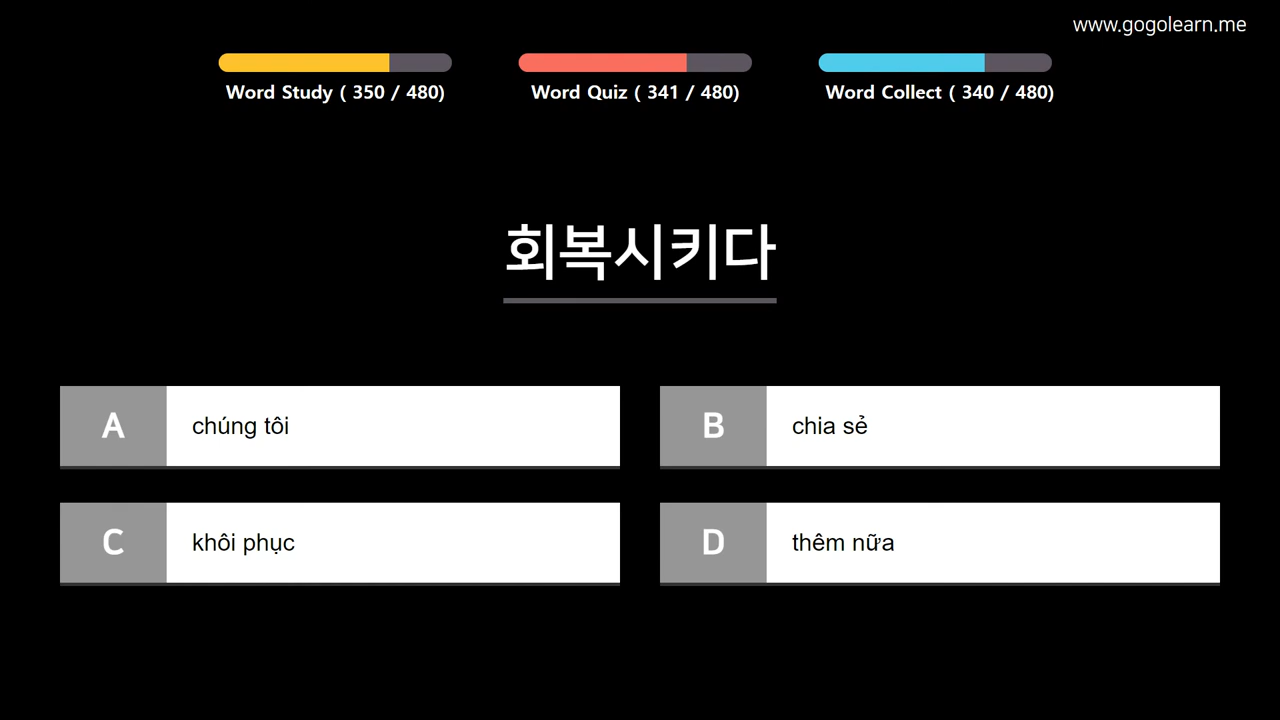 www.gogolearn.me
Word Study ( 350 / 480)
Word Quiz ( 341 / 480)
Word Collect ( 340 / 480)
회복시키다
A chúng tôi
B chia sẻ
C khôi phục
D thêm nữa